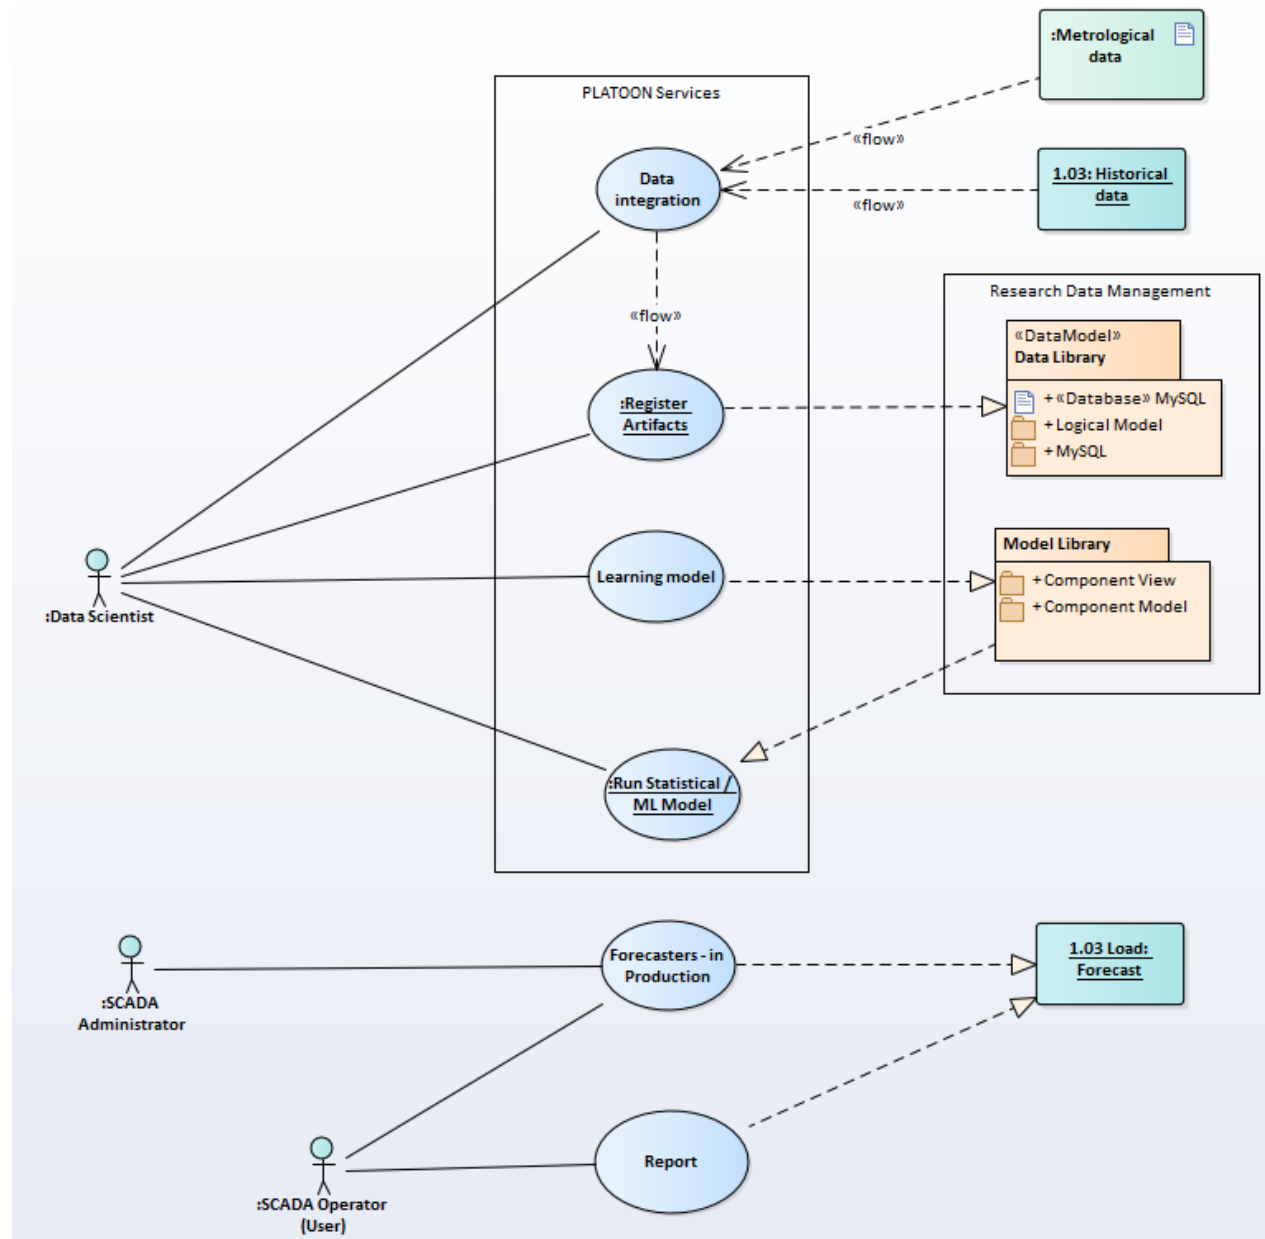 :Metrological
data
PLATOON Services
«flow»
Data
integration
1.03: Historical
data
«flow»
Research Data Management
«flow»
«DataModel»
Data Library
+ «Database» MySQL
+ Logical Model
+ MySQL
:Register
Artifacts
Model Library
+ Component View
+ Component Model
Learning model
:Data Scientist
:Run Statistical /
ML Model
Forecasters - in
Production
1.03 Load:
Forecast
:SCADA
Administrator
Report
:SCADA Operator
(User)